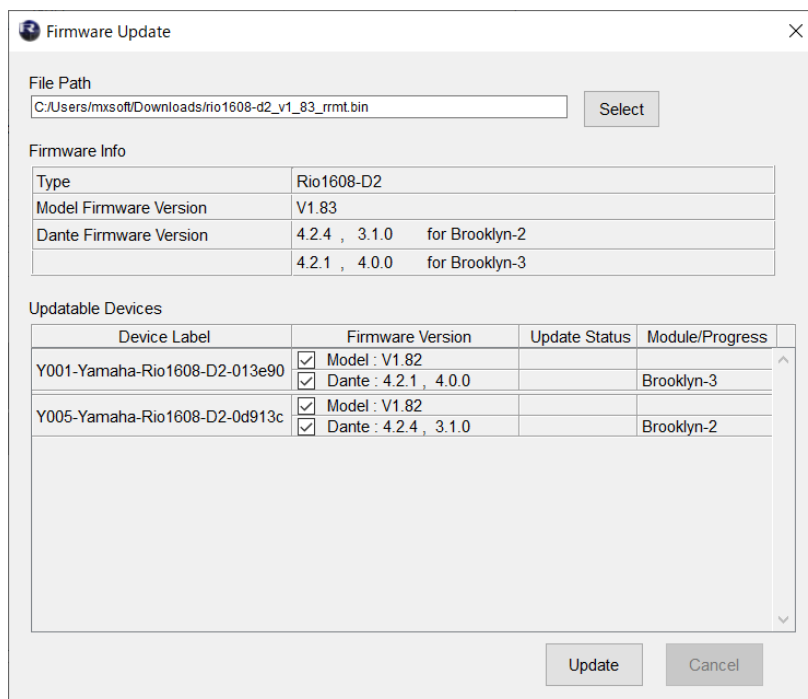 Firmware Update
File Path
C:/Users/mxsoft/Downloads/rio1608-d2_v1_83_rrmt.bin
Select
Firmware Info
Type Rio1608-D2
Model Firmware Version V1.83
Dante Firmware Version 4.2.4 , 3.1.0 for Brooklyn-2
4.2.1 , 4.0.0 for Brooklyn-3
Updatable Devices
Device Label Firmware Version Update Status Module/Progress
Y001-Yamaha-Rio1608-D2-013e90
Model : V1.82
Dante : 4.2.1 , 4.0.0 Brooklyn-3
Y005-Yamaha-Rio1608-D2-0d913c
Model : V1.82
Dante : 4.2.4 , 3.1.0 Brooklyn-2
Update Cancel